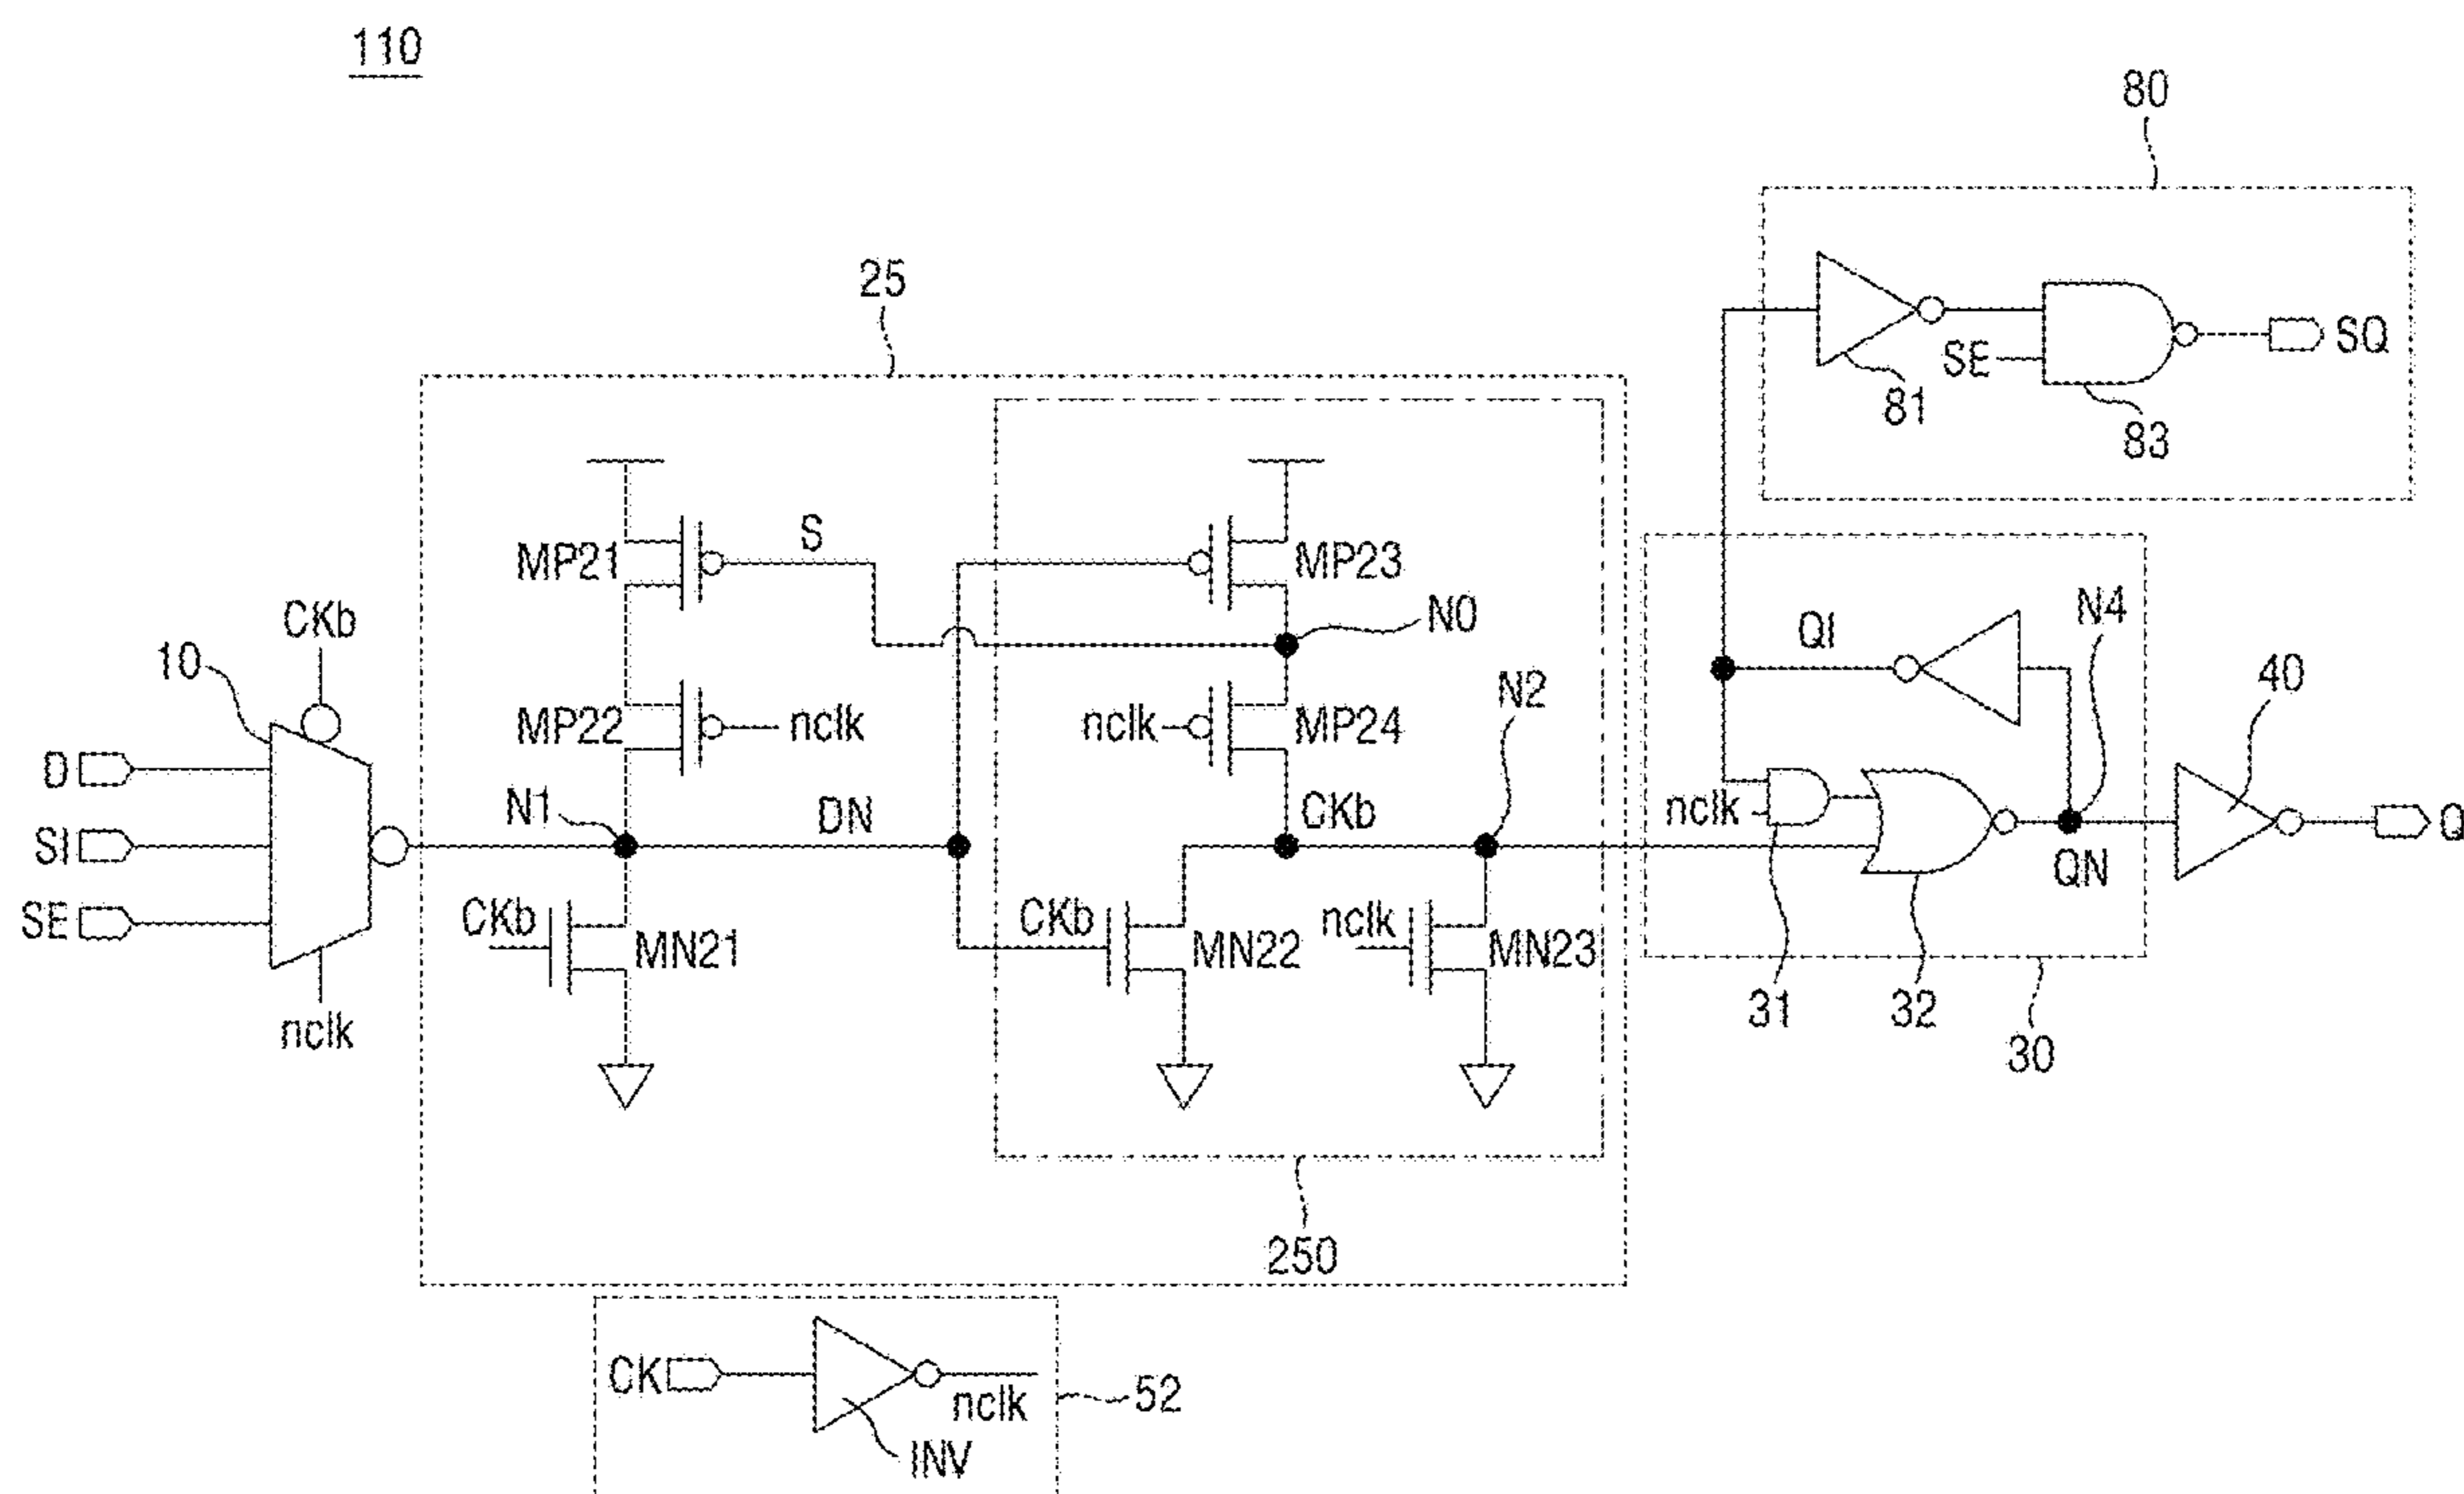 110
80
25
SE
SQ
81
83
S
MP21
MP23
N0
CKb
10
QI
N4
40
MP22
nclk
nclk
MP24
N2
D
N1
DN
CKb
nclk
Q
SI
QN
SE
CKb
MN21
CKb
MN22
nclk
MN23
31
32
nclk
30
250
CK
nclk
52
INV